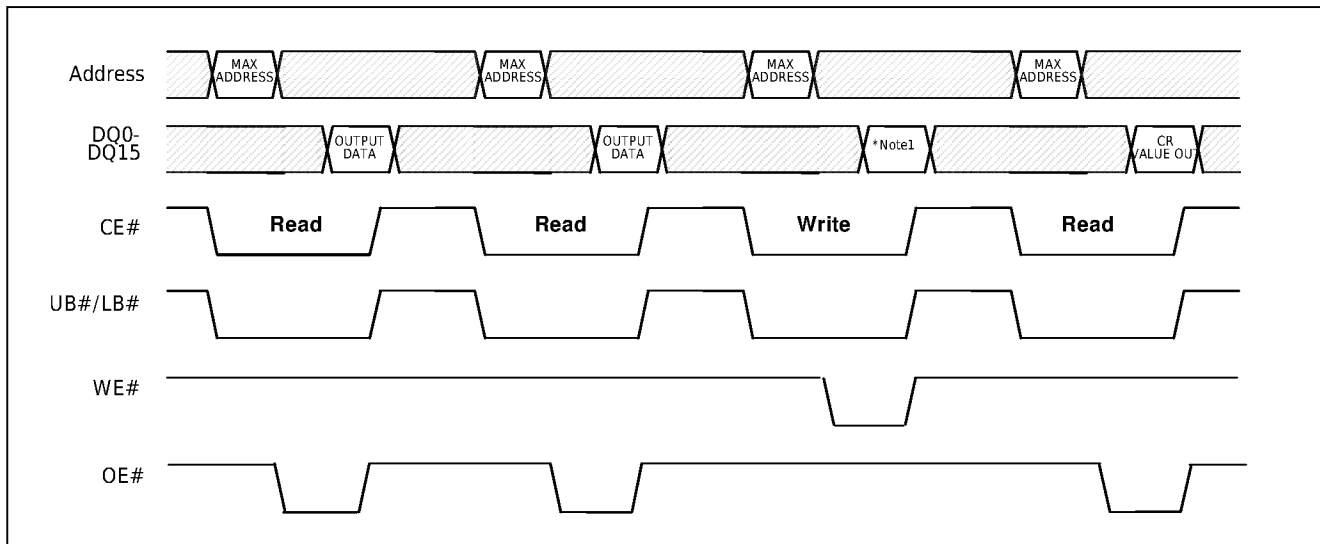 Address
MAX
ADDRESS
MAX
ADDRESS
MAX
ADDRESS
MAX
ADDRESS
DQ0-
DQ15
OUTPUT
DATA
OUTPUT
DATA
*Note1
CR
VALUE OUT
CE#
Read
Read
Write
Read
UB#/LB#
WE#
OE#